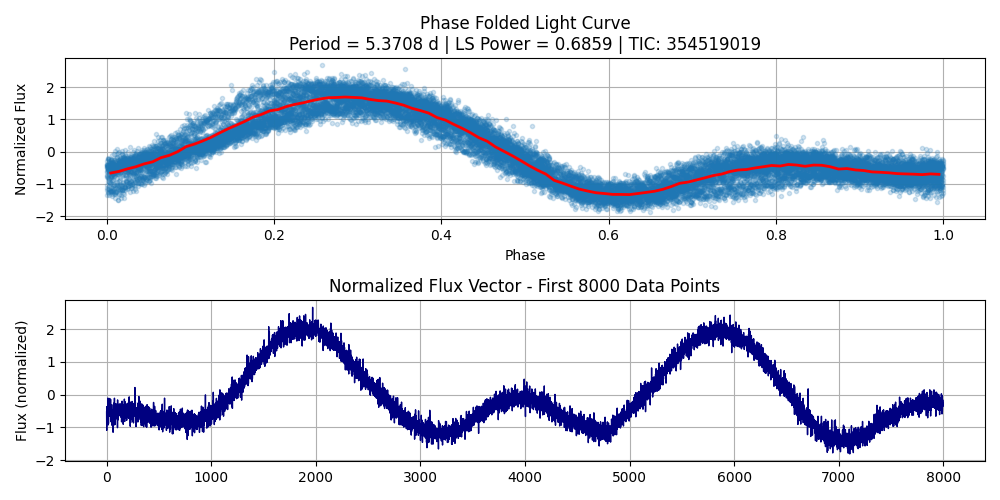 Phase Folded Light Curve
Period = 5.3708 d | LS Power = 0.6859 | TIC: 354519019
Normalized Flux
2
1
0
−1
−2
0.0 0.2 0.4 0.6 0.8 1.0
Phase
Normalized Flux Vector - First 8000 Data Points
Flux (normalized)
2
1
0
−1
−2
0 1000 2000 3000 4000 5000 6000 7000 8000